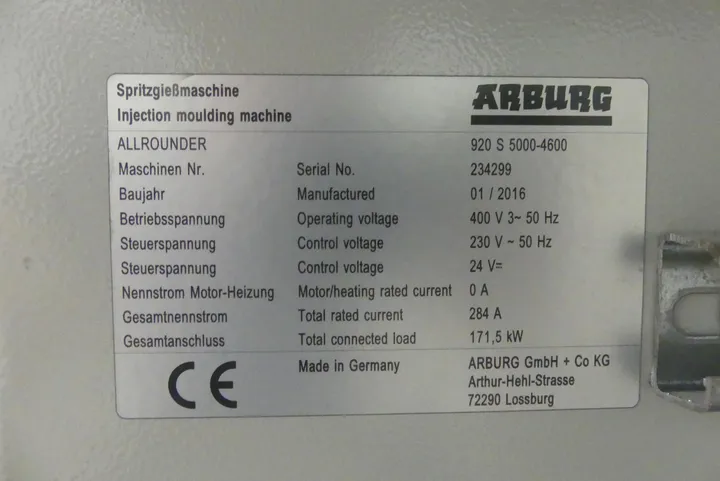 Spritzgießmaschine
Injection moulding machine
ARBURG
ALLROUNDER 920 S 5000-4600
Maschinen Nr. Serial No. 234299
Baujahr Manufactured 01 / 2016
Betriebsspannung Operating voltage 400 V 3~ 50 Hz
Steuerspannung Control voltage 230 V ~ 50 Hz
Steuerspannung Control voltage 24 V=
Nennstrom Motor-Heizung Motor/heating rated current 0 A
Gesamtnennstrom Total rated current 284 A
Gesamtanschluss Total connected load 171,5 kW
CE Made in Germany ARBURG GmbH + Co KG
Arthur-Hehl-Strasse
72290 Lossburg